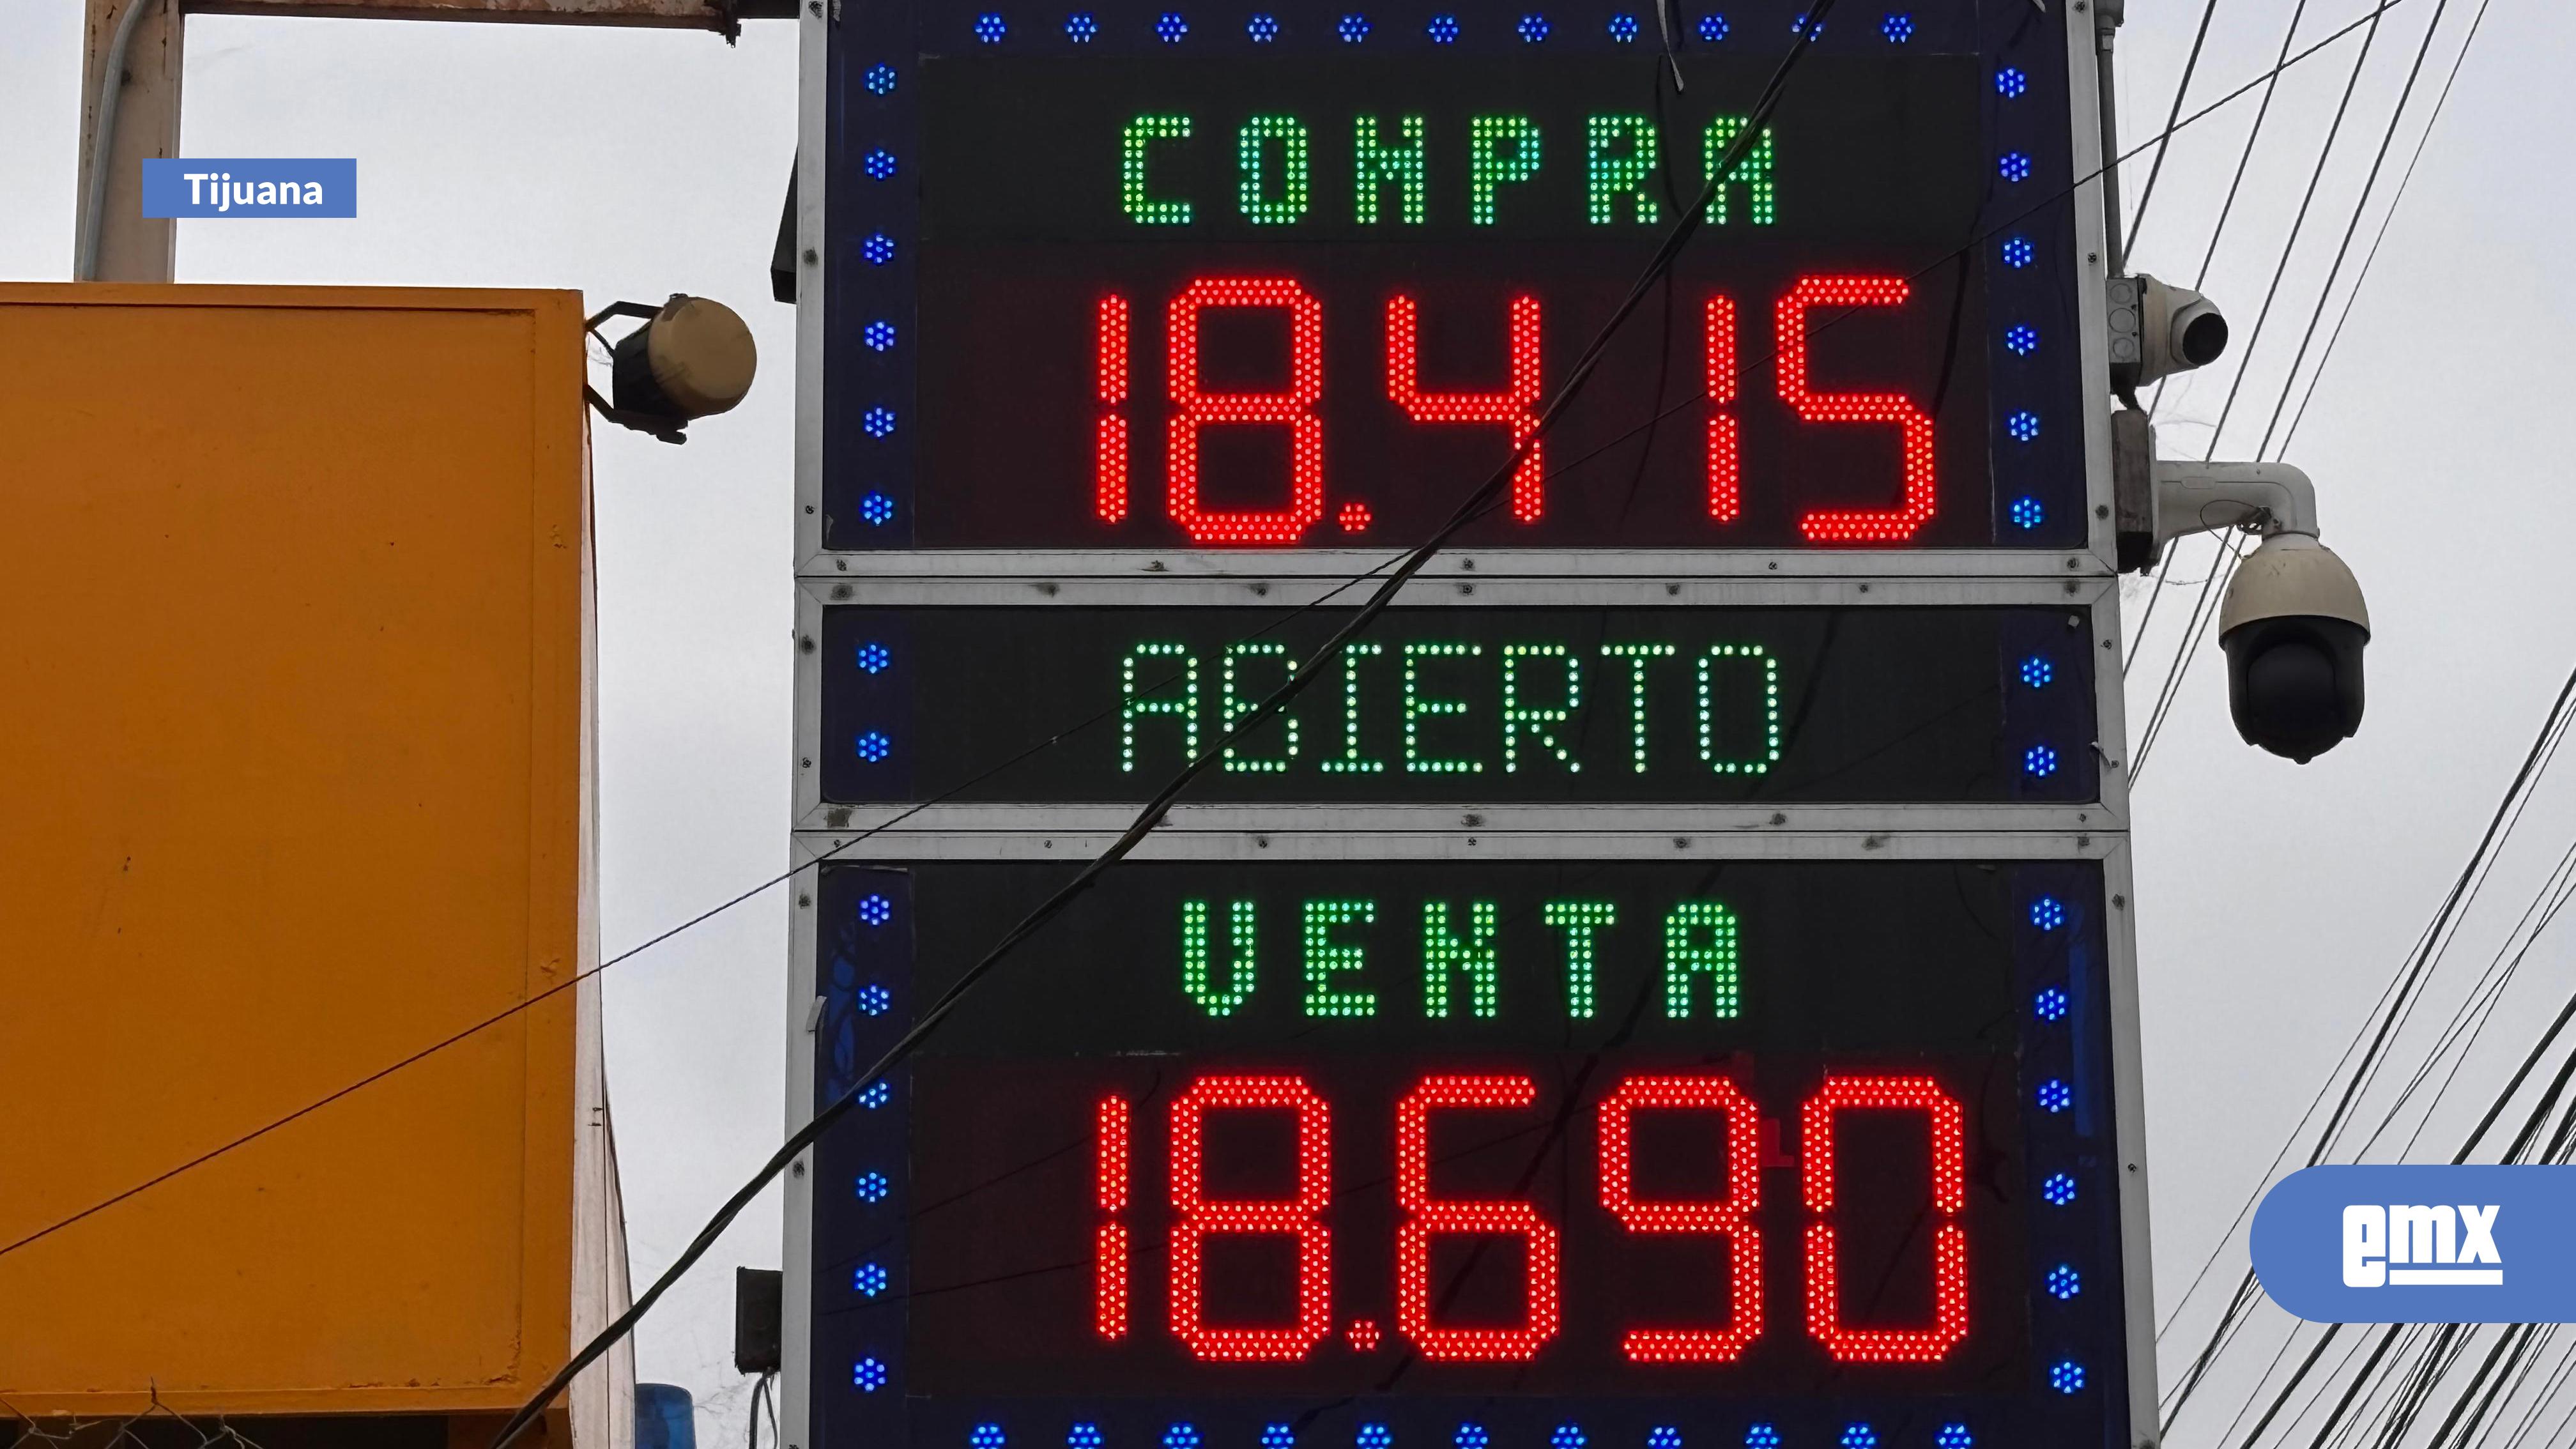 Tijuana
COMPRA
18.415
ABIERTO
VENTA
18.690
emx